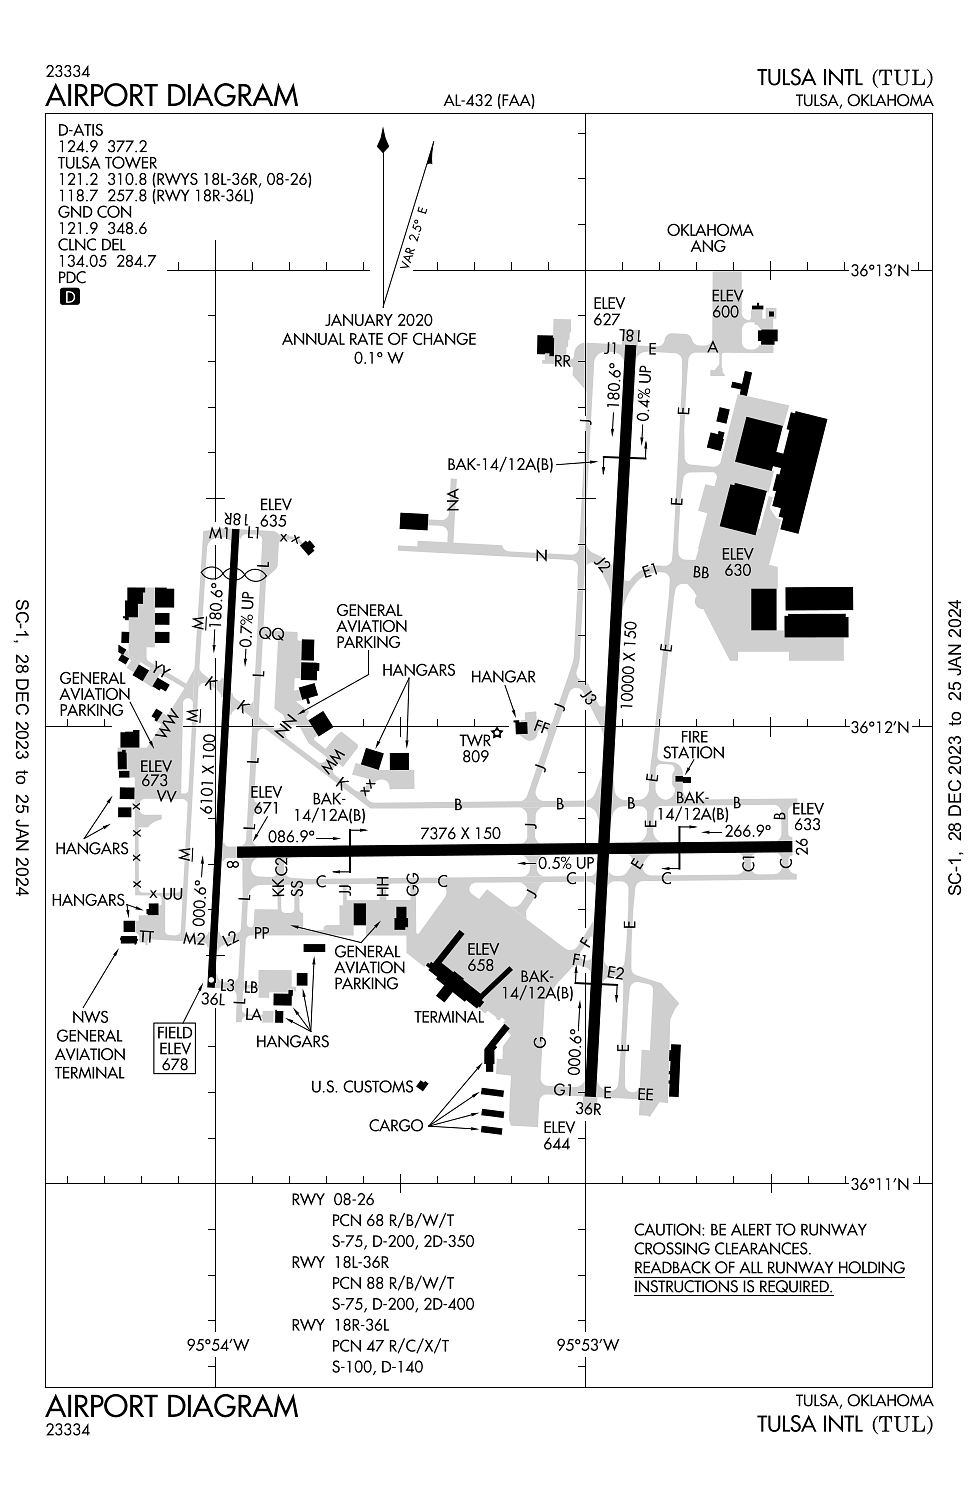 23334
AIRPORT DIAGRAM
AL-432 (FAA)
TULSA INTL (TUL)
TULSA, OKLAHOMA
D-ATIS
124.9 377.2
TULSA TOWER
121.2 310.8 (RWYS 18L-36R, 08-26)
118.7 257.8 (RWY 18R-36L)
GND CON
121.9 348.6
CLNC DEL
134.05 284.7
PDC
D
VAR 2.5° E
JANUARY 2020
ANNUAL RATE OF CHANGE
0.1° W
OKLAHOMA
ANG
36°13'N
ELEV
627
ELEV
600
18L
J1
E
A
RR
180.6°
0.4% UP
J
E
BAK-14/12A(B)
NA
E
ELEV
635
18R
M1
L1
x x
L
N
J2
E1
BB
ELEV
630
180.6°
0.7% UP
M
QQ
GENERAL
AVIATION
PARKING
E
YY
GENERAL
AVIATION
PARKING
K
L
HANGARS
HANGAR
10000 X 150
M
K
NN
J3
J
VV
FF
36°12'N
TWR
809
FIRE
STATION
ELEV
673
6101 X 100
L
MM
K
x x
J
E
VV
ELEV
671
BAK-
14/12A(B)
B
B
B
BAK-
14/12A(B)
B
B
ELEV
633
x
x
x
x
x
HANGARS
L
086.9°
7376 X 150
J
E
266.9°
M
8
0.5% UP
E
C1
C
26
C2
KK
SS
C
JJ
HH
GG
C
C
C
HANGARS
UU
000.6°
L
J
TT
M2
L2
PP
E
F
GENERAL
AVIATION
PARKING
ELEV
658
F1
E2
BAK-
14/12A(B)
L3
LB
36L
L
LA
TERMINAL
NWS
GENERAL
AVIATION
TERMINAL
FIELD
ELEV
678
HANGARS
G
000.6°
E
U.S. CUSTOMS
G1
E
EE
36R
CARGO
ELEV
644
36°11'N
RWY 08-26
PCN 68 R/B/W/T
S-75, D-200, 2D-350
RWY 18L-36R
PCN 88 R/B/W/T
S-75, D-200, 2D-400
RWY 18R-36L
PCN 47 R/C/X/T
S-100, D-140
CAUTION: BE ALERT TO RUNWAY
CROSSING CLEARANCES.
READBACK OF ALL RUNWAY HOLDING
INSTRUCTIONS IS REQUIRED.
95°54'W
95°53'W
SC-1, 28 DEC 2023 to 25 JAN 2024
SC-1, 28 DEC 2023 to 25 JAN 2024
AIRPORT DIAGRAM
23334
TULSA, OKLAHOMA
TULSA INTL (TUL)